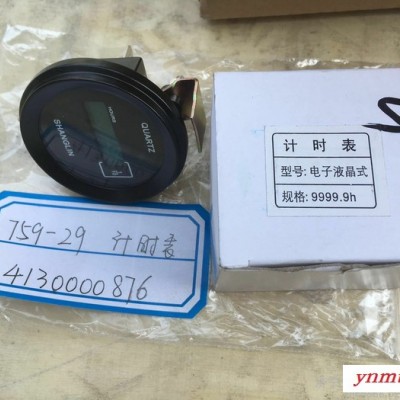 HOURS
QUARTZ
SHANGLIN
h
759-29 计时表
4130000876
计时表
型号:电子液晶式
规格:9999.9h
ynmt